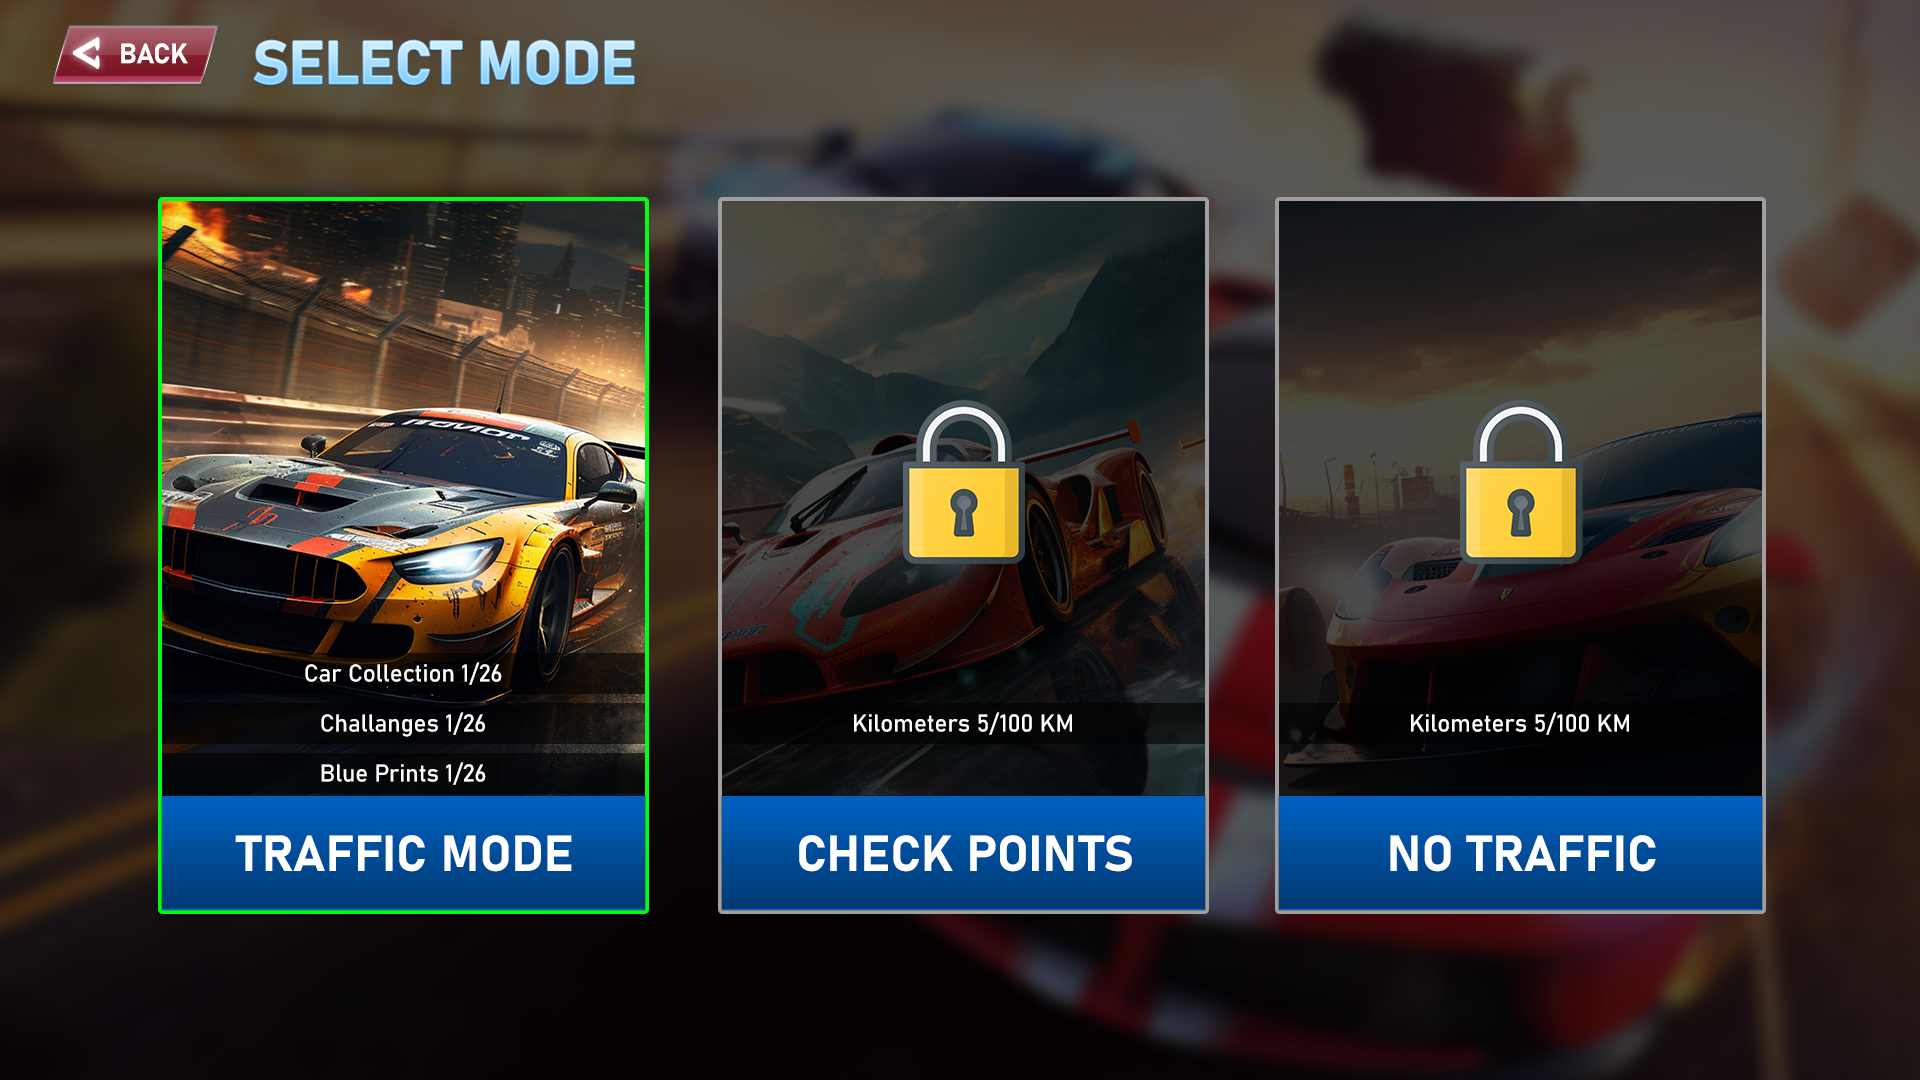 BACK
SELECT MODE
Car Collection 1/26
Challanges 1/26
Blue Prints 1/26
TRAFFIC MODE
Kilometers 5/100 KM
CHECK POINTS
Kilometers 5/100 KM
NO TRAFFIC